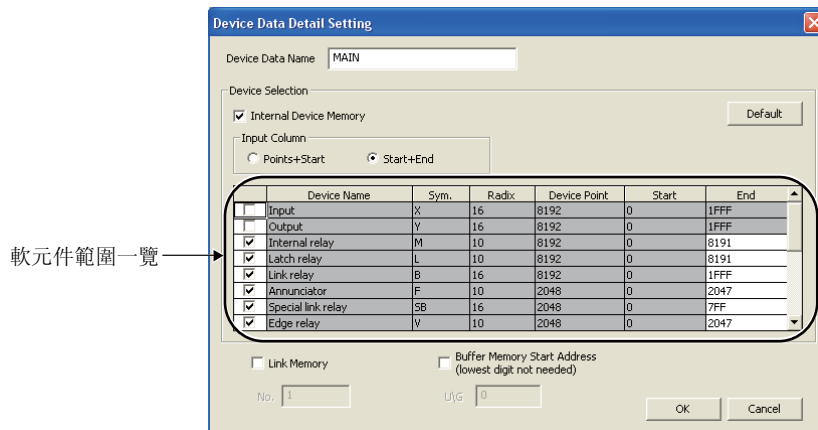 Device Data Detail Setting
Device Data Name MAIN
Device Selection
Internal Device Memory
Default
Input Column
Points+Start Start+End
Device Name Sym. Radix Device Point Start End
Input X 16 8192 0 1FFF
Output Y 16 8192 0 1FFF
Internal relay M 10 8192 0 8191
軟元件範圍一覽
Latch relay L 10 8192 0 8191
Link relay B 16 8192 0 1FFF
Annunciator F 10 2048 0 2047
Special link relay SB 16 2048 0 7FF
Edge relay V 10 2048 0 2047
Link Memory
Buffer Memory Start Address
(lowest digit not needed)
No. 1
U\G 0
OK Cancel